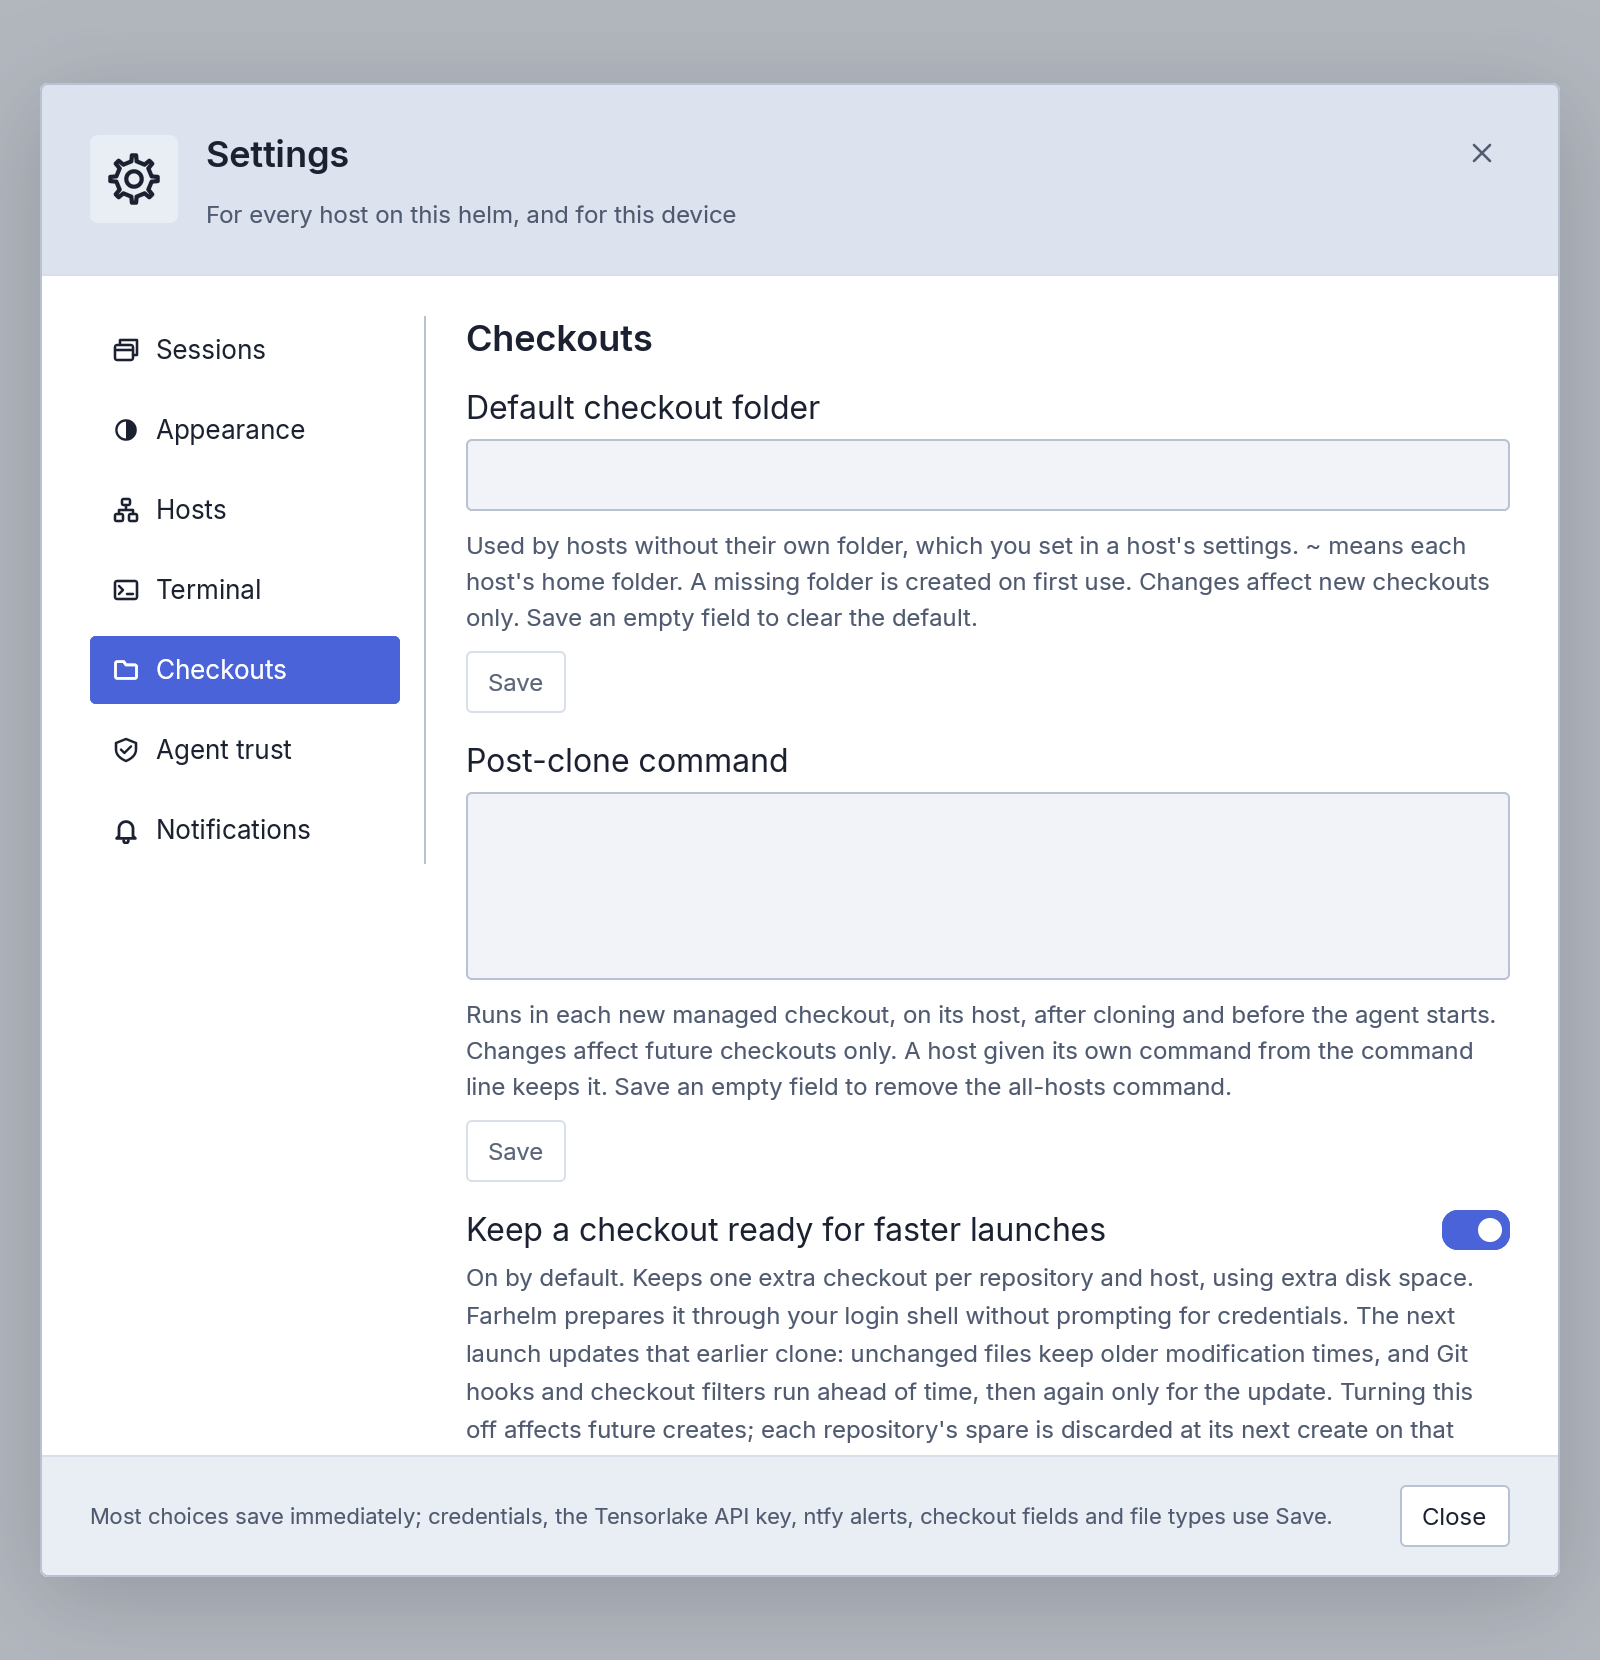 Settings
For every host on this helm, and for this device
Sessions
Appearance
Hosts
Terminal
Checkouts
Agent trust
Notifications
Checkouts
Default checkout folder
Used by hosts without their own folder, which you set in a host's settings. ~ means each
host's home folder. A missing folder is created on first use. Changes affect new checkouts
only. Save an empty field to clear the default.
Save
Post-clone command
Runs in each new managed checkout, on its host, after cloning and before the agent starts.
Changes affect future checkouts only. A host given its own command from the command
line keeps it. Save an empty field to remove the all-hosts command.
Save
Keep a checkout ready for faster launches
On by default. Keeps one extra checkout per repository and host, using extra disk space.
Farhelm prepares it through your login shell without prompting for credentials. The next
launch updates that earlier clone: unchanged files keep older modification times, and Git
hooks and checkout filters run ahead of time, then again only for the update. Turning this
off affects future creates; each repository's spare is discarded at its next create on that
Most choices save immediately; credentials, the Tensorlake API key, ntfy alerts, checkout fields and file types use Save.
Close